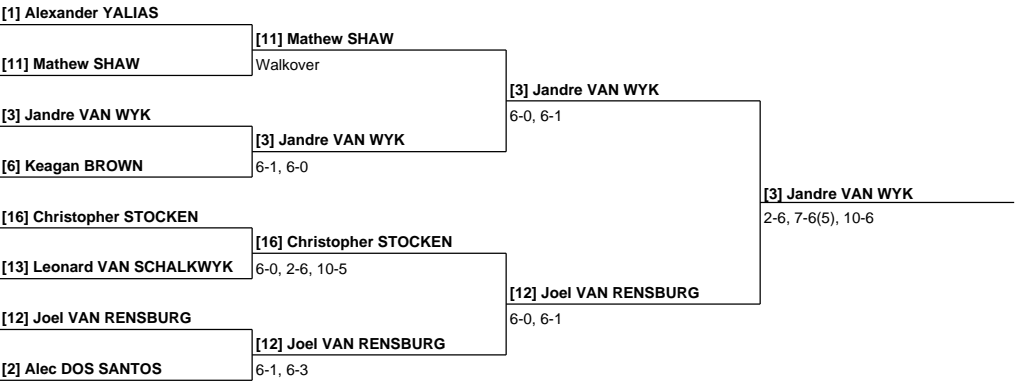 [1] Alexander YALIAS
[11] Mathew SHAW
[11] Mathew SHAW
Walkover
[3] Jandre VAN WYK
[3] Jandre VAN WYK
6-0, 6-1
[3] Jandre VAN WYK
[6] Keagan BROWN
6-1, 6-0
[3] Jandre VAN WYK
[16] Christopher STOCKEN
2-6, 7-6(5), 10-6
[16] Christopher STOCKEN
[13] Leonard VAN SCHALKWYK
6-0, 2-6, 10-5
[12] Joel VAN RENSBURG
[12] Joel VAN RENSBURG
6-0, 6-1
[12] Joel VAN RENSBURG
[2] Alec DOS SANTOS
6-1, 6-3